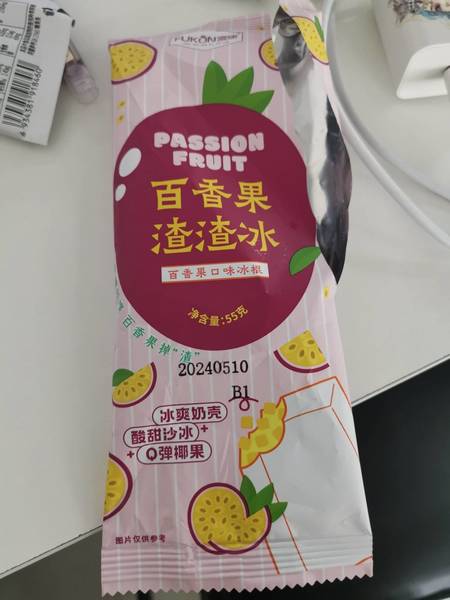 FUKON
PASSION
FRUIT
百香果
渣渣冰
百香果口味冰棍
净含量:55克
百香果掉“渣”
20240510
B1
冰爽奶壳
酸甜沙冰+
+Q弹椰果
图片仅供参考